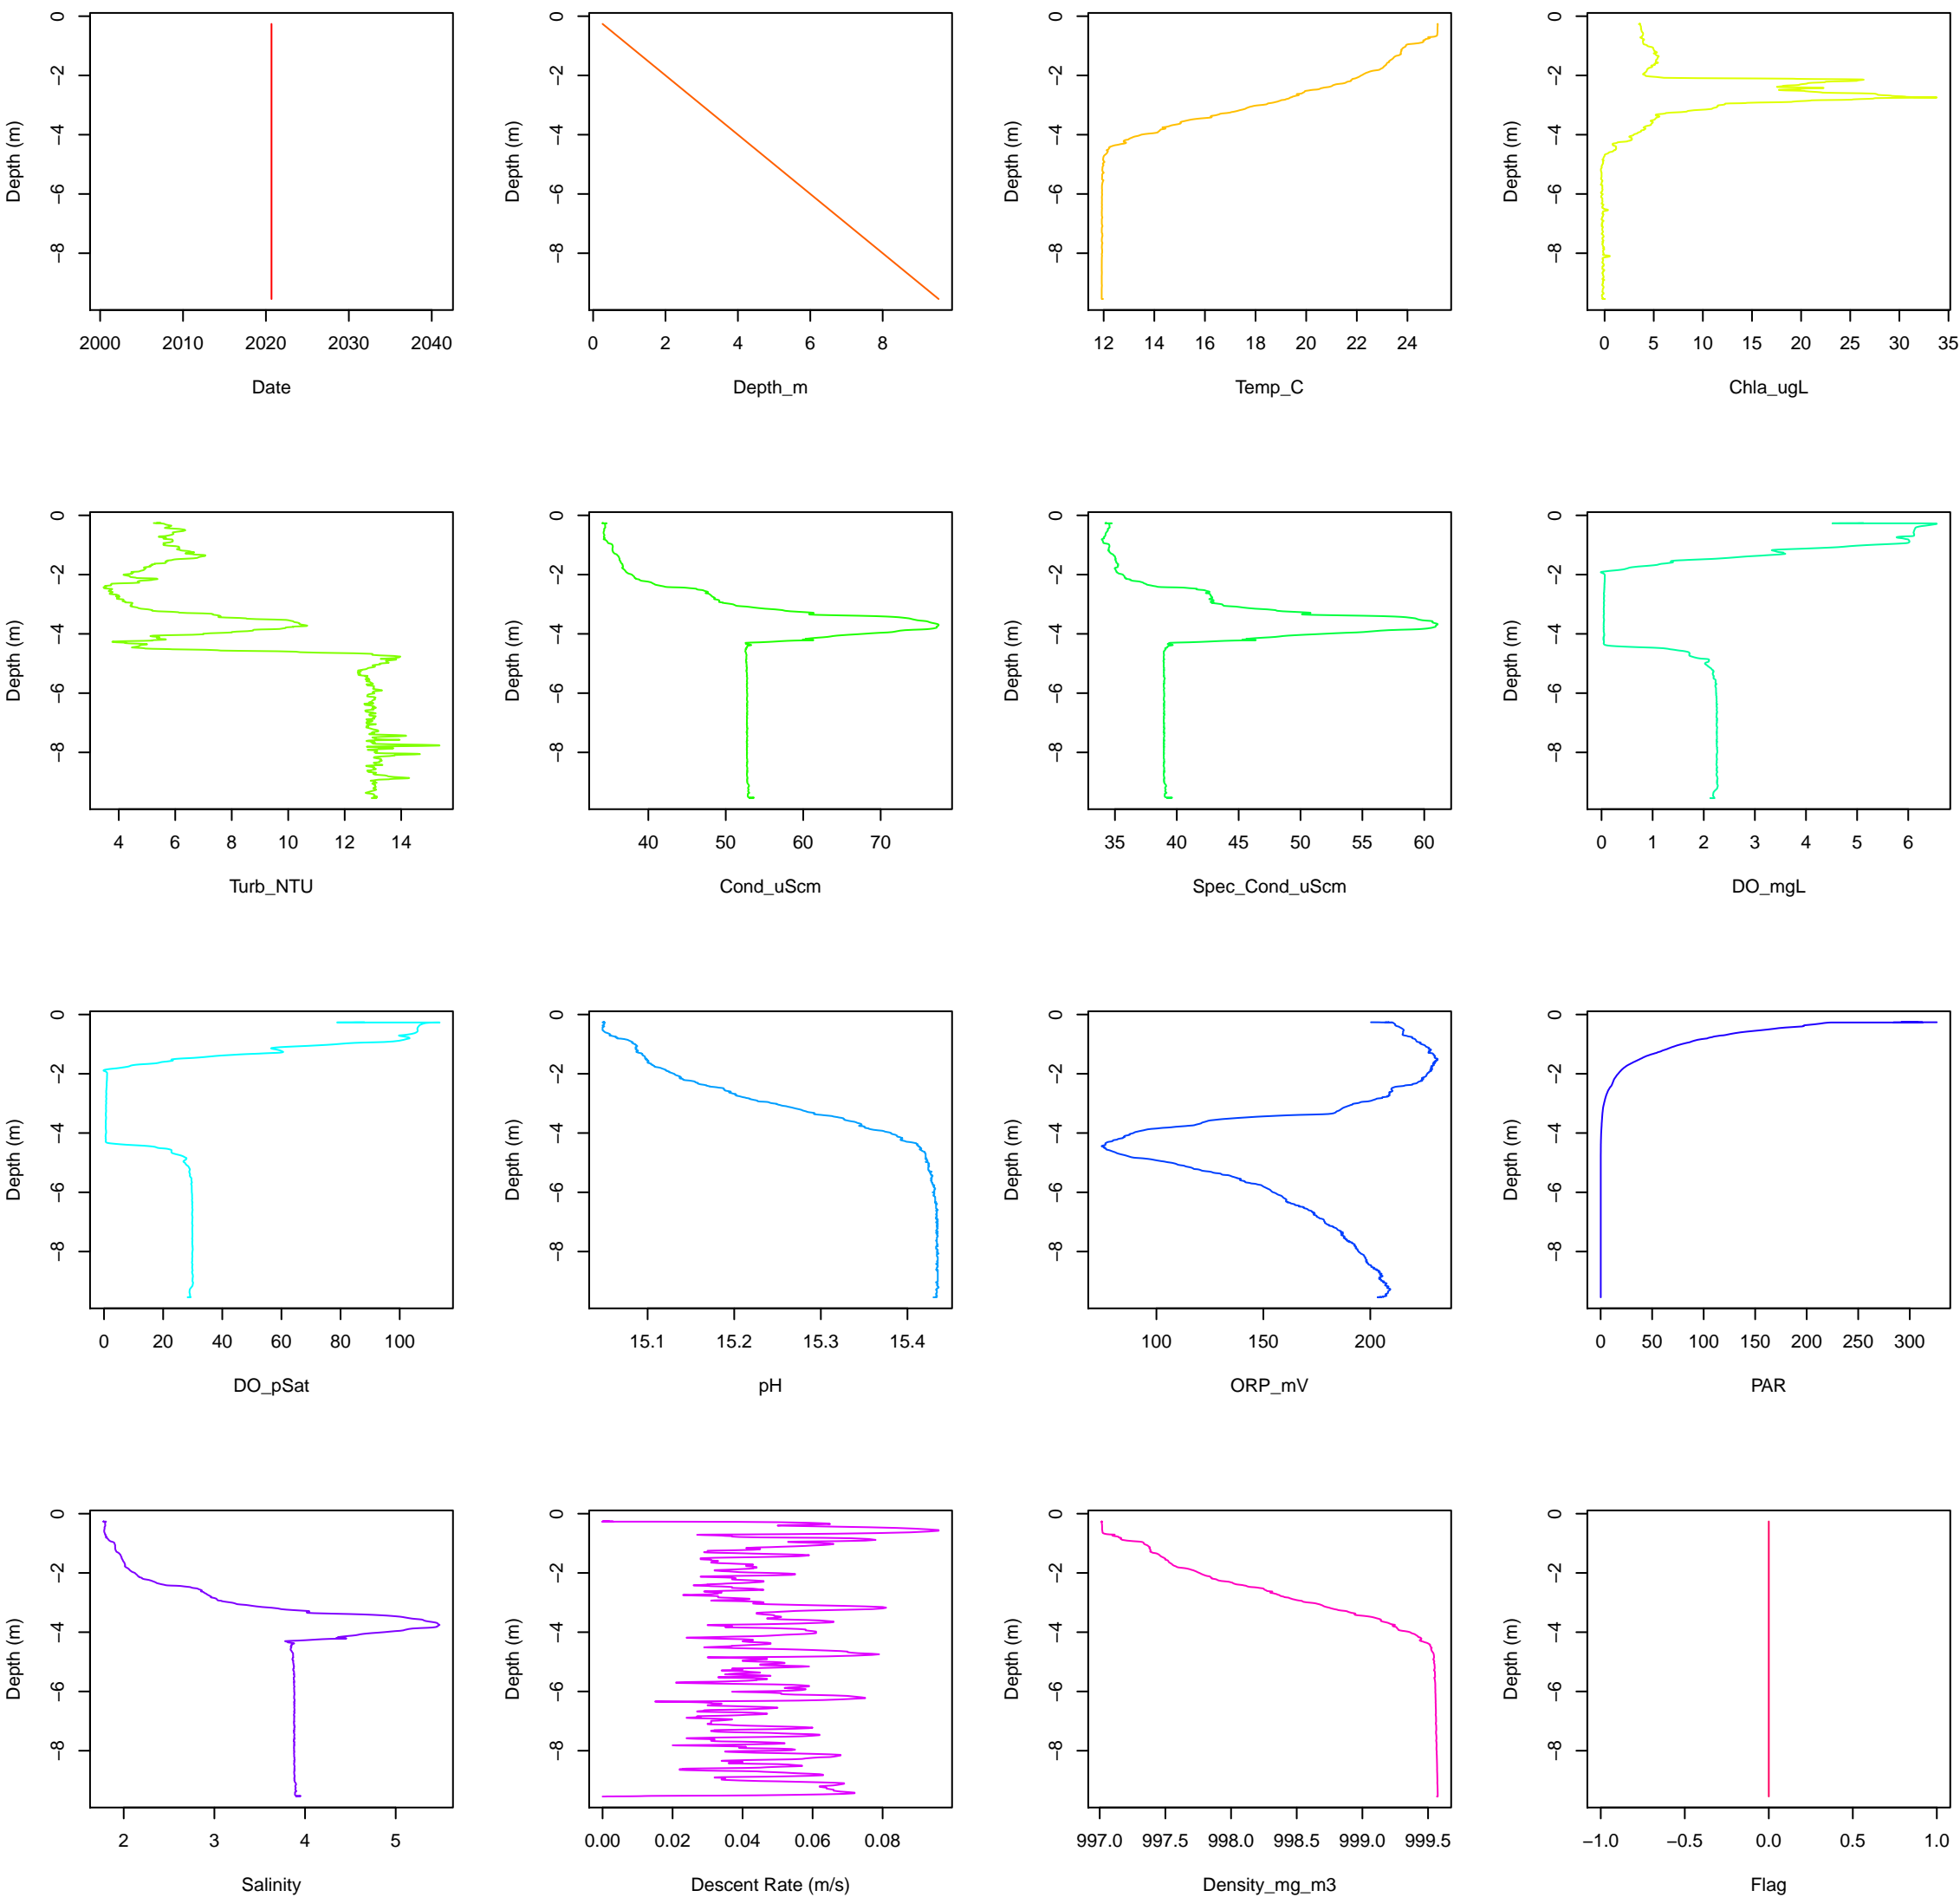 0 0 0 0
−2 −2 −2 −2
Depth (m) Depth (m) Depth (m) Depth (m)
−4 −4 −4 −4
−6 −6 −6 −6
−8 −8 −8 −8
2000 2010 2020 2030 2040 0 2 4 6 8 12 14 16 18 20 22 24 0 5 10 15 20 25 30 35
Date Depth_m Temp_C Chla_ugL
0 0 0 0
−2 −2 −2 −2
Depth (m) Depth (m) Depth (m) Depth (m)
−4 −4 −4 −4
−6 −6 −6 −6
−8 −8 −8 −8
4 6 8 10 12 14 40 50 60 70 35 40 45 50 55 60 0 1 2 3 4 5 6
Turb_NTU Cond_uScm Spec_Cond_uScm DO_mgL
0 0 0 0
−2 −2 −2 −2
Depth (m) Depth (m) Depth (m) Depth (m)
−4 −4 −4 −4
−6 −6 −6 −6
−8 −8 −8 −8
0 20 40 60 80 100 15.1 15.2 15.3 15.4 100 150 200 0 50 100 150 200 250 300
DO_pSat pH ORP_mV PAR
0 0 0 0
−2 −2 −2 −2
Depth (m) Depth (m) Depth (m) Depth (m)
−4 −4 −4 −4
−6 −6 −6 −6
−8 −8 −8 −8
2 3 4 5 0.00 0.02 0.04 0.06 0.08 997.0 997.5 998.0 998.5 999.0 999.5 −1.0 −0.5 0.0 0.5 1.0
Salinity Descent Rate (m/s) Density_mg_m3 Flag